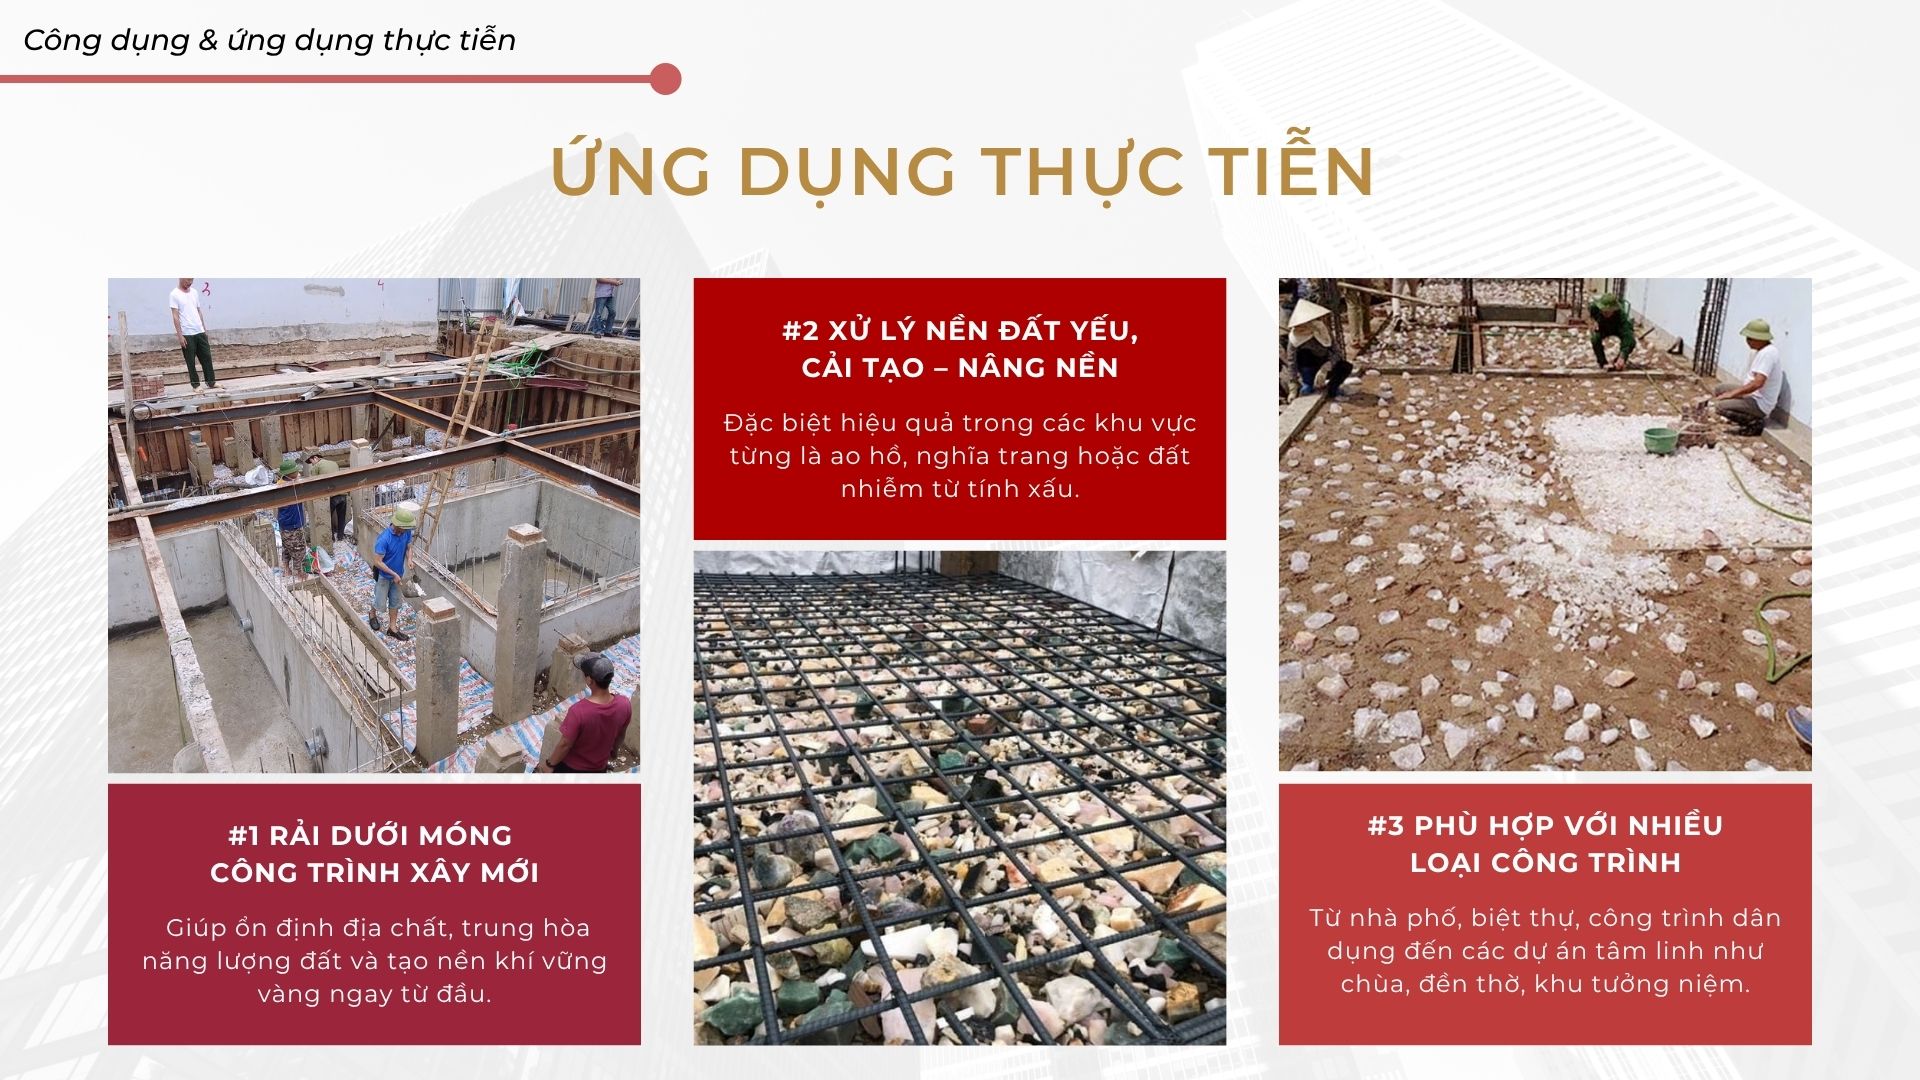 Công dụng & ứng dụng thực tiễn
ỨNG DỤNG THỰC TIỄN
#1 RẢI DƯỚI MÓNG
CÔNG TRÌNH XÂY MỚI
Giúp ổn định địa chất, trung hòa
năng lượng đất và tạo nền khí vững
vàng ngay từ đầu.
#2 XỬ LÝ NỀN ĐẤT YẾU,
CẢI TẠO – NÂNG NỀN
Đặc biệt hiệu quả trong các khu vực
từng là ao hồ, nghĩa trang hoặc đất
nhiễm từ tính xấu.
#3 PHÙ HỢP VỚI NHIỀU
LOẠI CÔNG TRÌNH
Từ nhà phố, biệt thự, công trình dân
dụng đến các dự án tâm linh như
chùa, đền thờ, khu tưởng niệm.